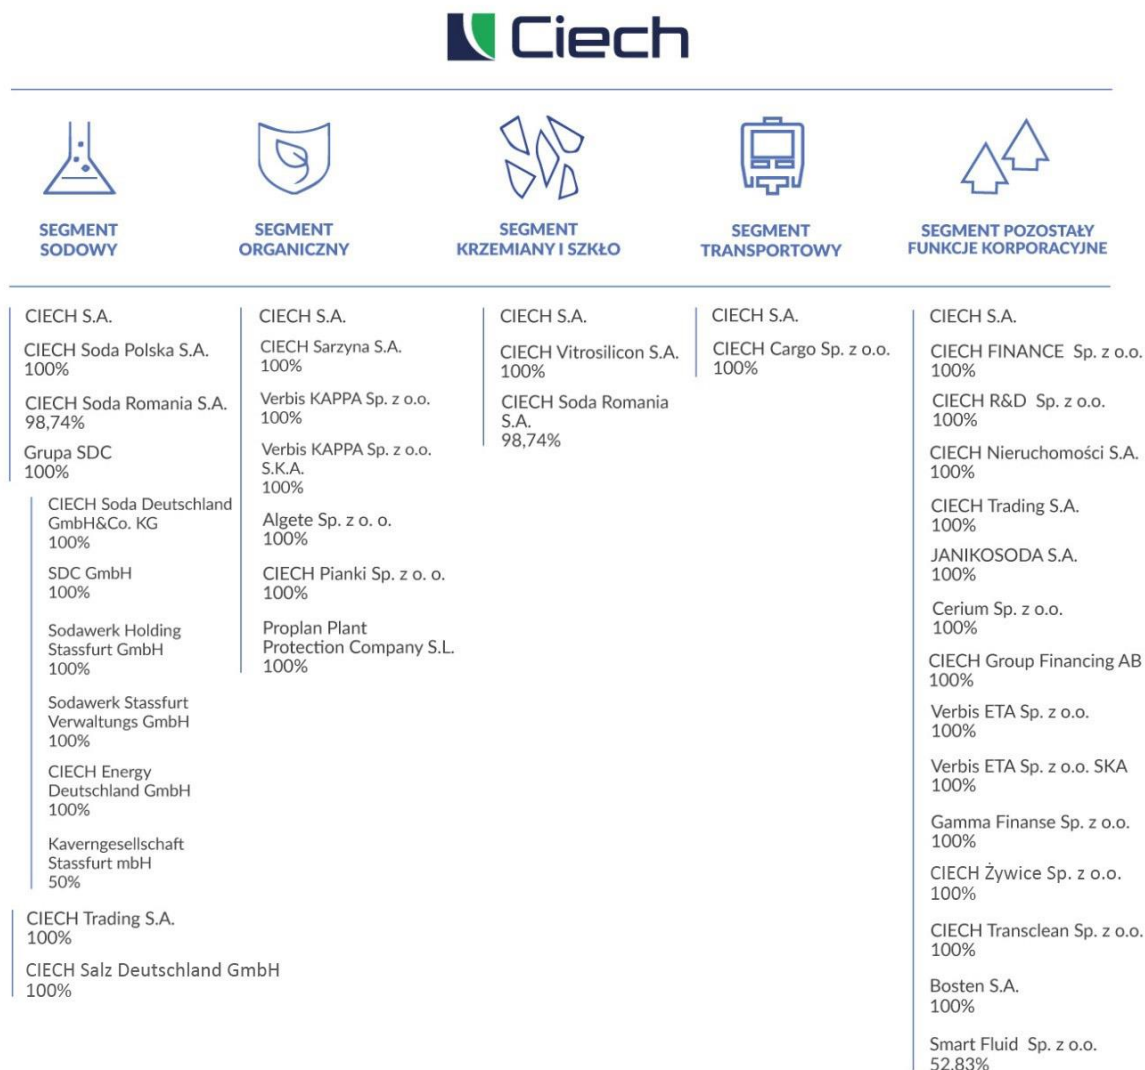 Ciech
SEGMENT
SODOWY
SEGMENT
ORGANICZNY
SEGMENT
KRZEMIANY I SZKŁO
SEGMENT
TRANSPORTOWY
SEGMENT POZOSTAŁY
FUNKCJE KORPORACYJNE
CIECH S.A.
CIECH Soda Polska S.A.
100%
CIECH Soda Romania S.A.
98,74%
Grupa SDC
100%
CIECH Soda Deutschland
GmbH&Co. KG
100%
SDC GmbH
100%
Sodawerk Holding
Stassfurt GmbH
100%
Sodawerk Stassfurt
Verwaltungs GmbH
100%
CIECH Energy
Deutschland GmbH
100%
Kaverngesellschaft
Stassfurt mbH
50%
CIECH Trading S.A.
100%
CIECH Salz Deutschland GmbH
100%
CIECH S.A.
CIECH Sarzyna S.A.
100%
Verbis KAPPA Sp. z o.o.
100%
Verbis KAPPA Sp. z o.o.
S.K.A.
100%
Algete Sp. z o. o.
100%
CIECH Pianki Sp. z o. o.
100%
Proplan Plant
Protection Company S.L.
100%
CIECH S.A.
CIECH Vitrosilicon S.A.
100%
CIECH Soda Romania
S.A.
98,74%
CIECH S.A.
CIECH Cargo Sp. z o.o.
100%
CIECH S.A.
CIECH FINANCE Sp. z o.o.
100%
CIECH R&D Sp. z o.o.
100%
CIECH Nieruchomości S.A.
100%
CIECH Trading S.A.
100%
JANIKOSODA S.A.
100%
Cerium Sp. z o.o.
100%
CIECH Group Financing AB
100%
Verbis ETA Sp. z o.o.
100%
Verbis ETA Sp. z o.o. SKA
100%
Gamma Finanse Sp. z o.o.
100%
CIECH Żywice Sp. z o.o.
100%
CIECH Transclean Sp. z o.o.
100%
Bosten S.A.
100%
Smart Fluid Sp. z o.o.
52,83%